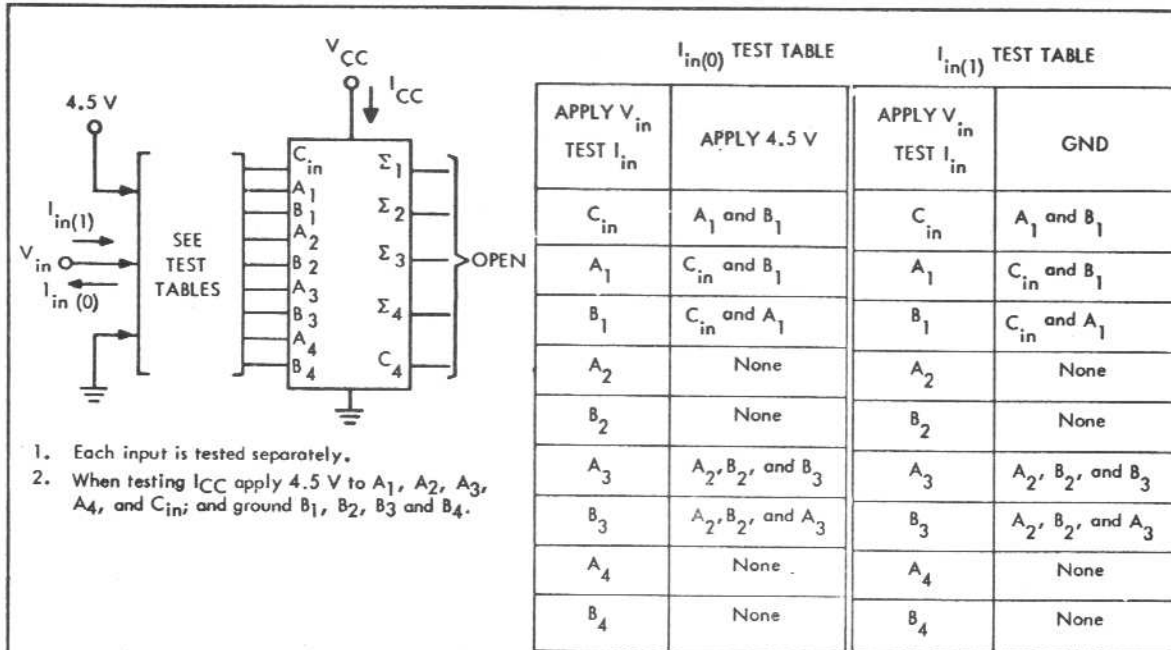 V_CC
I_CC
4.5 V
I_in(1)
V_in
I_in (0)
SEE
TEST
TABLES
C_in
A_1
B_1
A_2
B_2
A_3
B_3
A_4
B_4
Σ_1
Σ_2
Σ_3
Σ_4
C_4
OPEN
1. Each input is tested separately.
2. When testing I_CC apply 4.5 V to A_1, A_2, A_3,
A_4, and C_in; and ground B_1, B_2, B_3 and B_4.
I_in(0) TEST TABLE
APPLY V_in TEST I_in APPLY 4.5 V
C_in A_1 and B_1
A_1 C_in and B_1
B_1 C_in and A_1
A_2 None
B_2 None
A_3 A_2, B_2, and B_3
B_3 A_2, B_2, and A_3
A_4 None
B_4 None
I_in(1) TEST TABLE
APPLY V_in TEST I_in GND
C_in A_1 and B_1
A_1 C_in and B_1
B_1 C_in and A_1
A_2 None
B_2 None
A_3 A_2, B_2, and B_3
B_3 A_2, B_2, and A_3
A_4 None
B_4 None